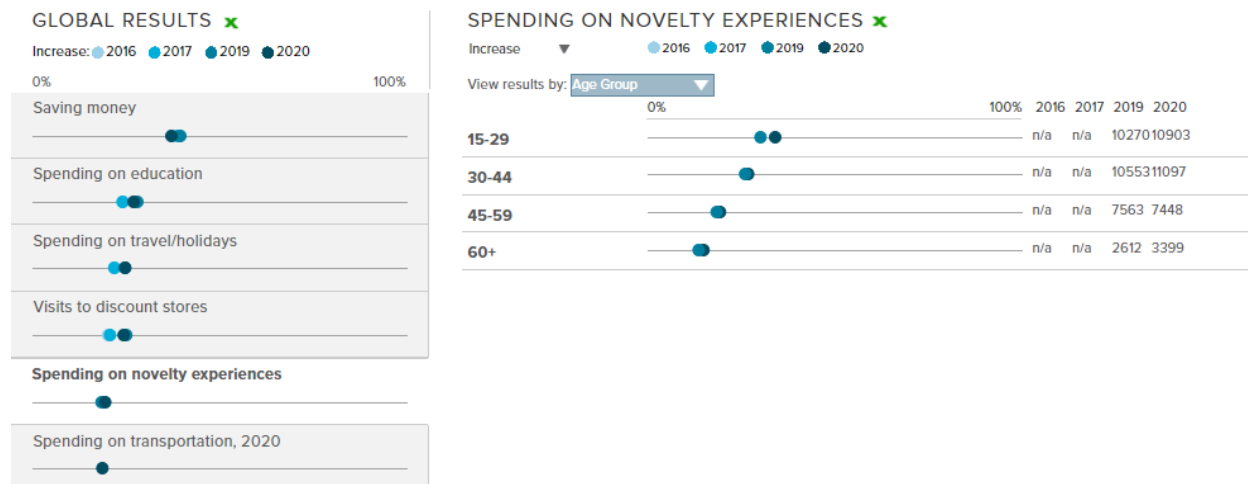 GLOBAL RESULTS
Increase: 2016 2017 2019 2020
0% 100%
Saving money
Spending on education
Spending on travel/holidays
Visits to discount stores
Spending on novelty experiences
Spending on transportation, 2020
SPENDING ON NOVELTY EXPERIENCES
Increase 2016 2017 2019 2020
View results by: Age Group
0% 100% 2016 2017 2019 2020
15-29 n/a n/a 10270 10903
30-44 n/a n/a 10553 11097
45-59 n/a n/a 7563 7448
60+ n/a n/a 2612 3399